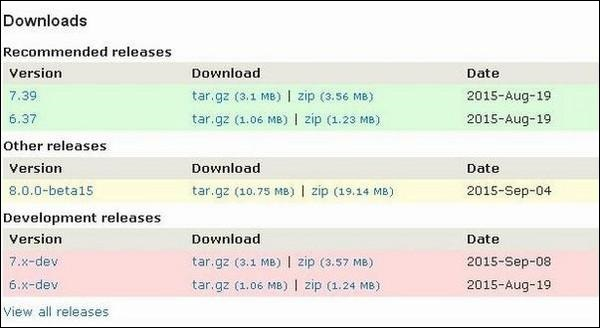 Downloads
Recommended releases
Version Download Date
7.39 tar.gz (3.1 MB) | zip (3.56 MB) 2015-Aug-19
6.37 tar.gz (1.06 MB) | zip (1.23 MB) 2015-Aug-19
Other releases
Version Download Date
8.0.0-beta15 tar.gz (10.75 MB) | zip (19.14 MB) 2015-Sep-04
Development releases
Version Download Date
7.x-dev tar.gz (3.1 MB) | zip (3.57 MB) 2015-Sep-08
6.x-dev tar.gz (1.06 MB) | zip (1.24 MB) 2015-Aug-19
View all releases